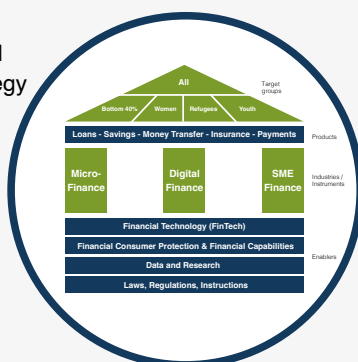 egy
All
Target
groups
Bottom 40%
Women
Refugees
Youth
Loans - Savings - Money Transfer - Insurance - Payments
Products
Micro-
Finance
Digital
Finance
SME
Finance
Industries /
Instruments
Financial Technology (FinTech)
Financial Consumer Protection & Financial Capabilities
Enablers
Data and Research
Laws, Regulations, Instructions